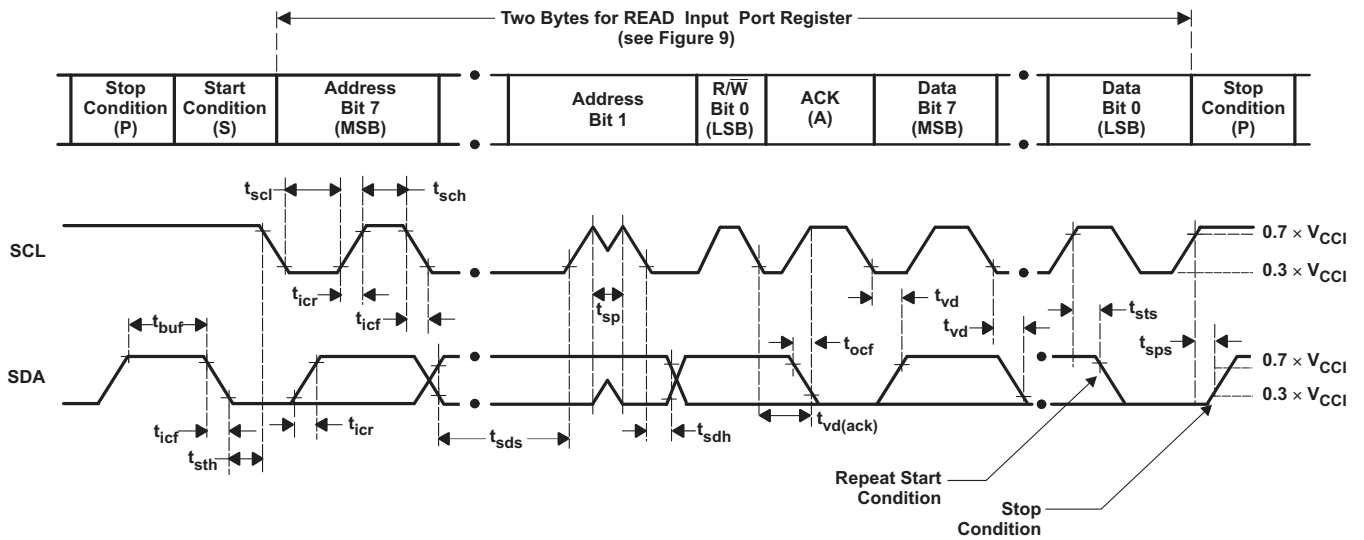 Two Bytes for READ Input Port Register
(see Figure 9)
Stop
Condition
(P)
Start
Condition
(S)
Address
Bit 7
(MSB)
Address
Bit 1
R/W̅
Bit 0
(LSB)
ACK
(A)
Data
Bit 7
(MSB)
Data
Bit 0
(LSB)
Stop
Condition
(P)
tscl
tsch
SCL
0.7 × VCCI
0.3 × VCCI
ticr
ticf
tsp
tvd
tvd
tsts
tbuf
tocf
tsps
SDA
0.7 × VCCI
0.3 × VCCI
ticf
ticr
tsth
tsds
tsdh
tvd(ack)
Repeat Start
Condition
Stop
Condition